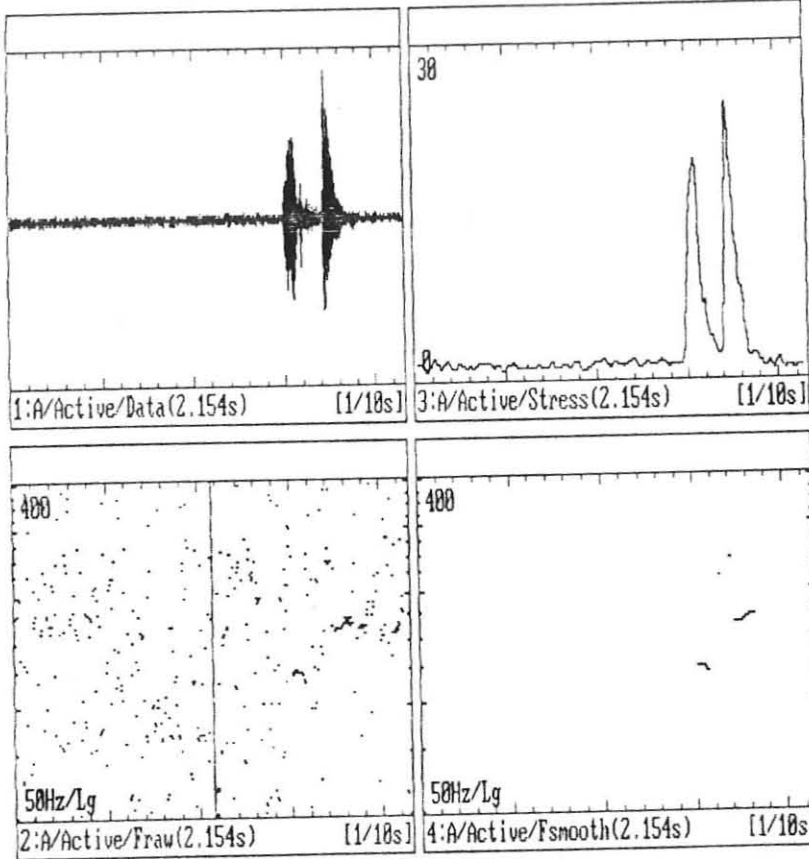 30
0
1:A/Active/Data(2.154s) [1/10s]
3:A/Active/Stress(2.154s) [1/10s]
400
50Hz/Lg
2:A/Active/Fraw(2.154s) [1/10s]
400
50Hz/Lg
4:A/Active/Fsmooth(2.154s) [1/10s